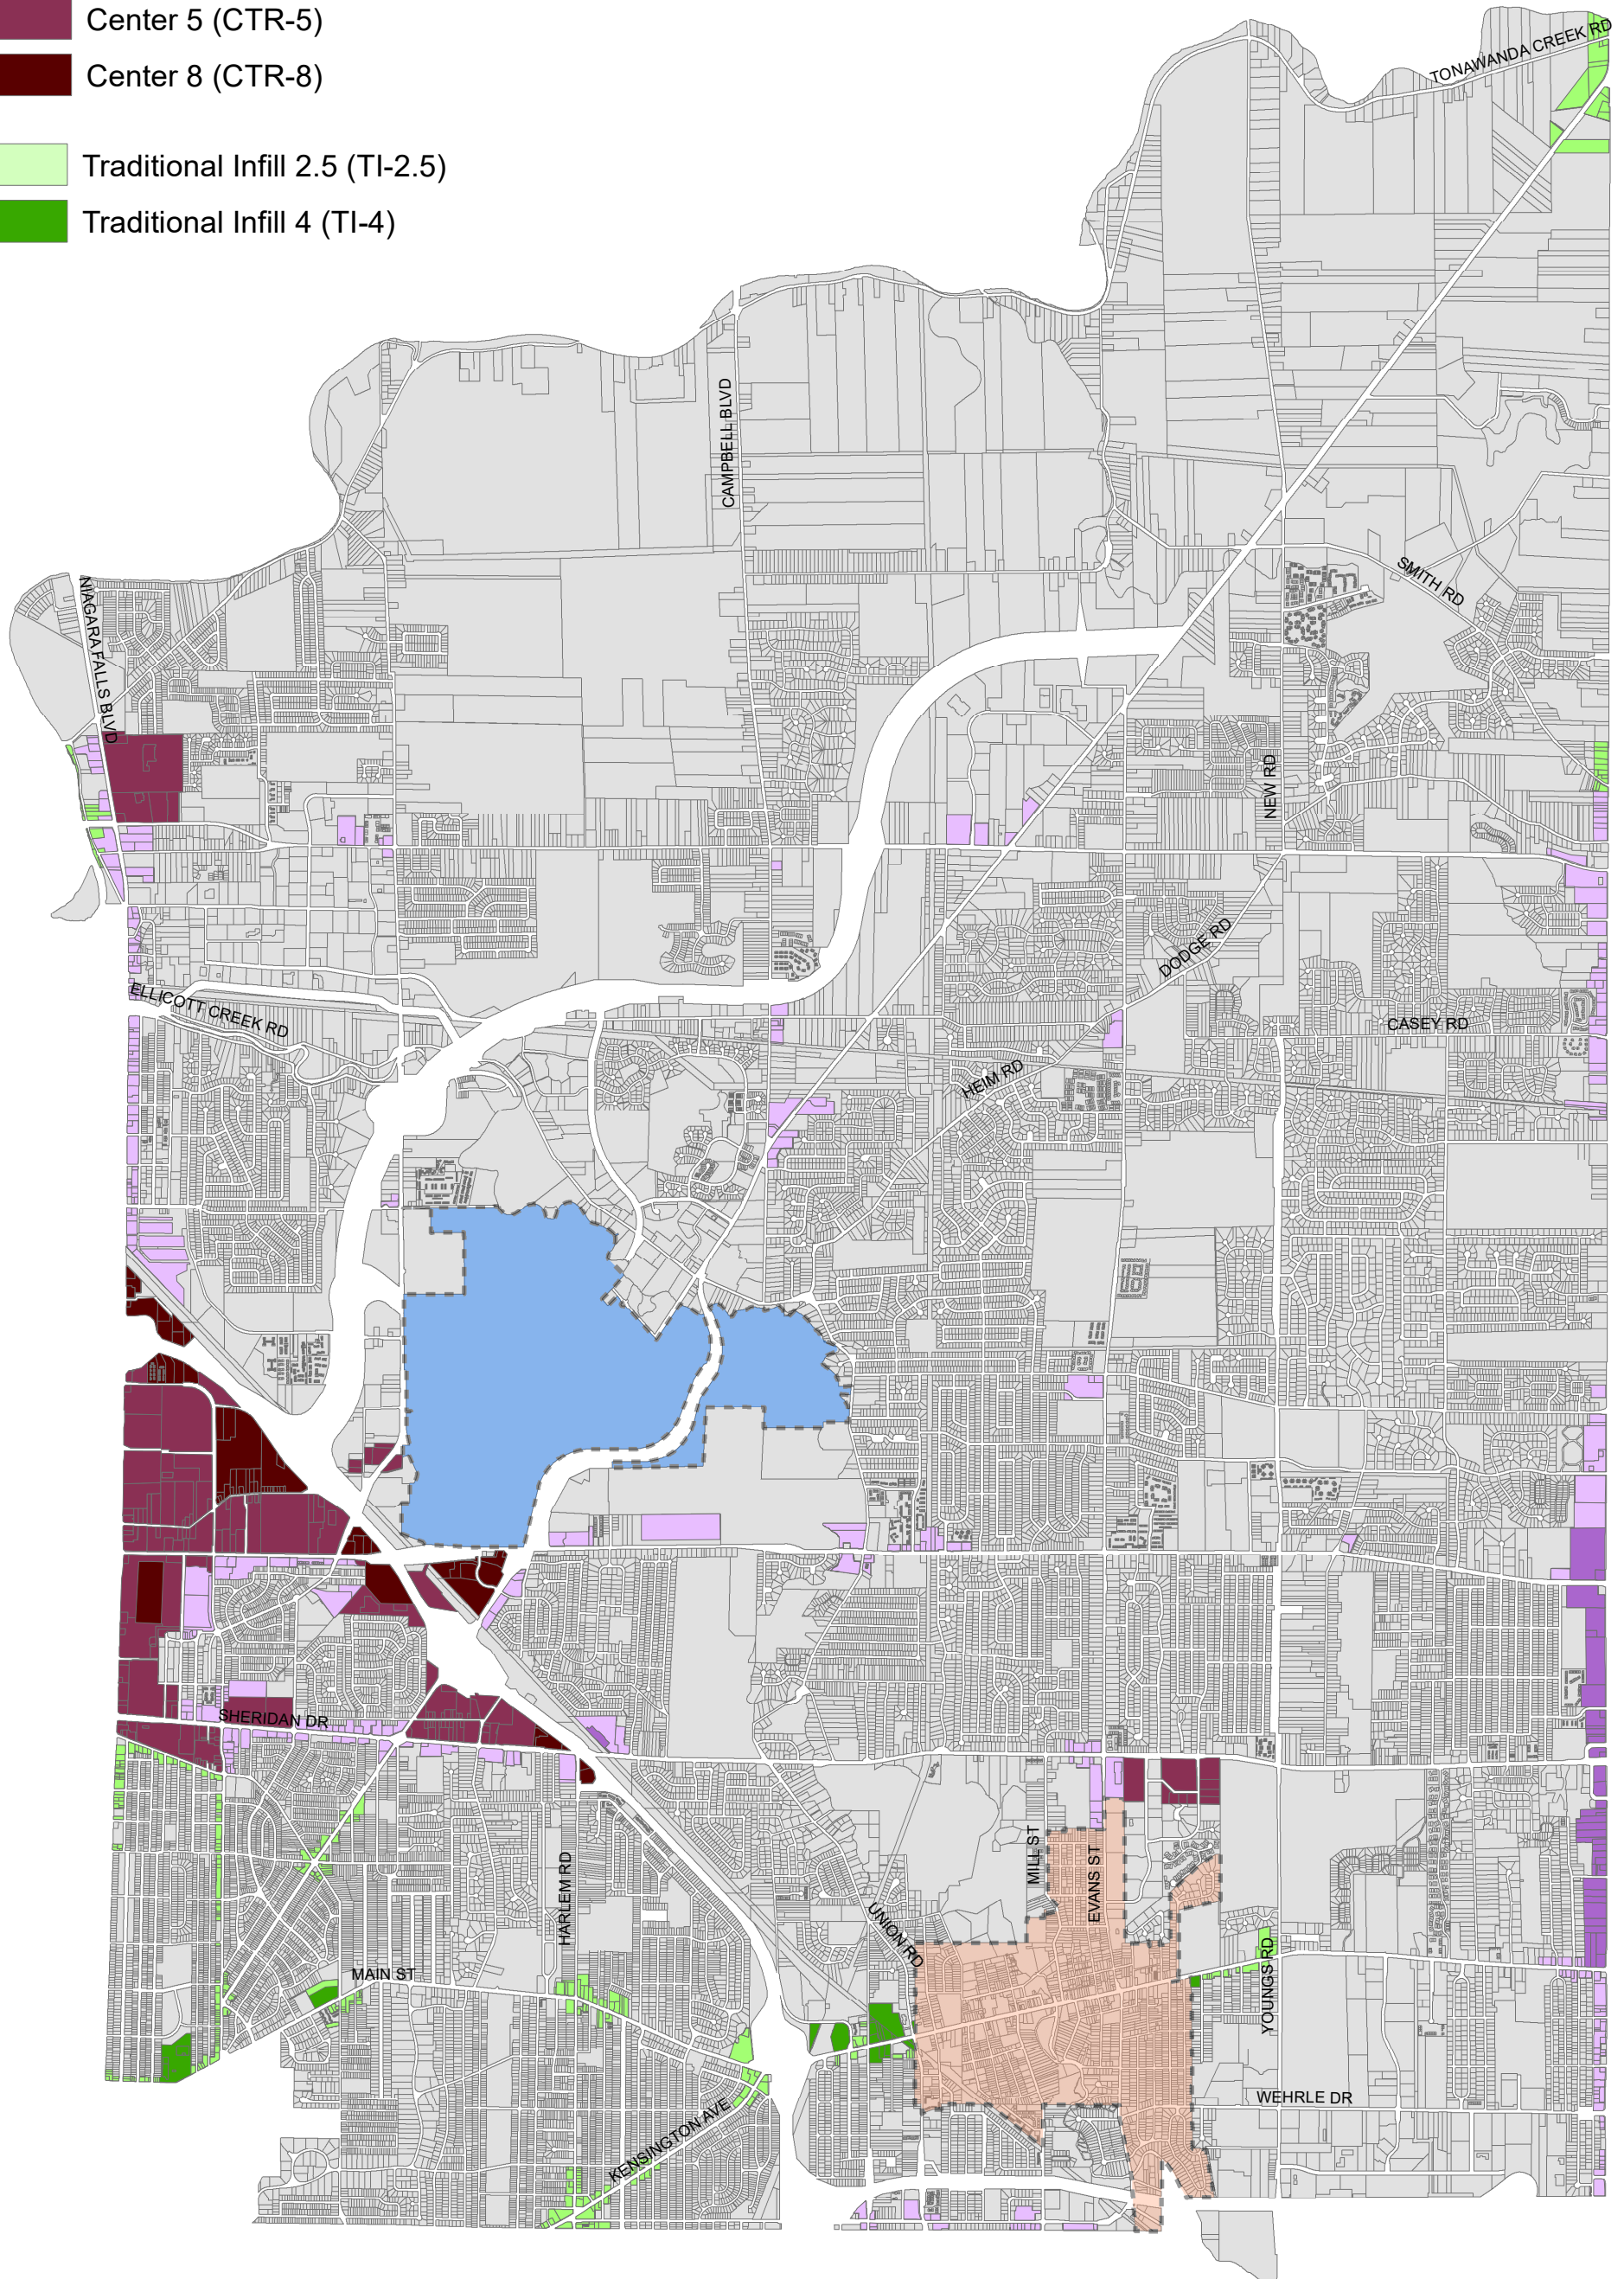 Center 5 (CTR-5)
Center 8 (CTR-8)
Traditional Infill 2.5 (TI-2.5)
Traditional Infill 4 (TI-4)
TONAWANDA CREEK RD
CAMPBELL BLVD
SMITH RD
NIAGARA FALLS BLVD
NEW RD
DODGE RD
ELLICOTT CREEK RD
CASEY RD
HEIM RD
SHERIDAN DR
MILL ST
EVANS ST
HARLEM RD
UNION RD
YOUNGS RD
MAIN ST
WEHRLE DR
KENSINGTON AVE